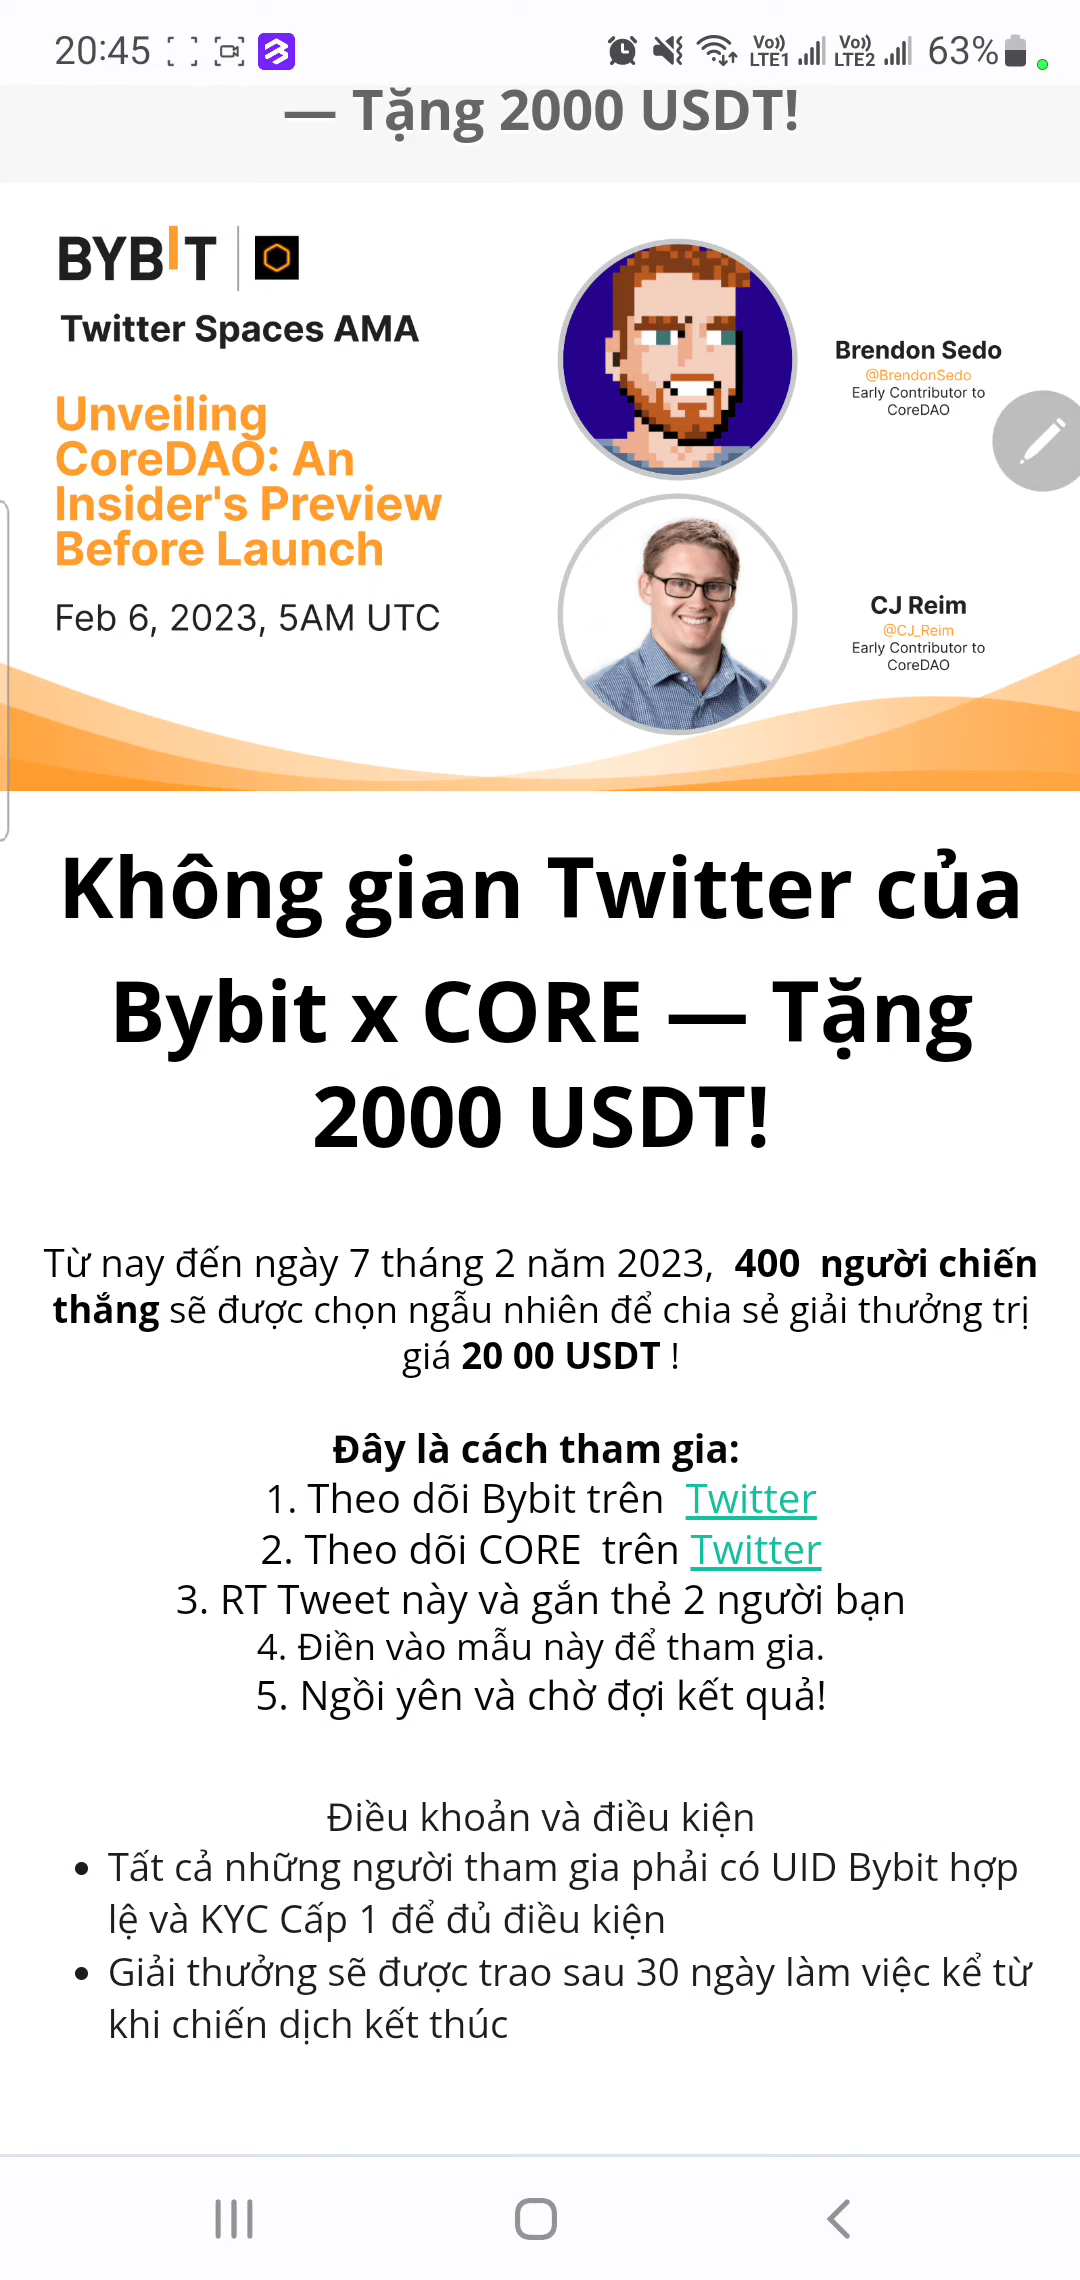 20:45
Vo)) LTE1 Vo)) LTE2 63%
— Tặng 2000 USDT!
BYBIT
Twitter Spaces AMA
Unveiling
CoreDAO: An
Insider's Preview
Before Launch
Feb 6, 2023, 5AM UTC
Brendon Sedo
@BrendonSedo
Early Contributor to
CoreDAO
CJ Reim
@CJ_Reim
Early Contributor to
CoreDAO
Không gian Twitter của
Bybit x CORE — Tặng
2000 USDT!
Từ nay đến ngày 7 tháng 2 năm 2023, 400 người chiến
thắng sẽ được chọn ngẫu nhiên để chia sẻ giải thưởng trị
giá 20 00 USDT !
Đây là cách tham gia:
1. Theo dõi Bybit trên Twitter
2. Theo dõi CORE trên Twitter
3. RT Tweet này và gắn thẻ 2 người bạn
4. Điền vào mẫu này để tham gia.
5. Ngồi yên và chờ đợi kết quả!
Điều khoản và điều kiện
• Tất cả những người tham gia phải có UID Bybit hợp
lệ và KYC Cấp 1 để đủ điều kiện
• Giải thưởng sẽ được trao sau 30 ngày làm việc kể từ
khi chiến dịch kết thúc